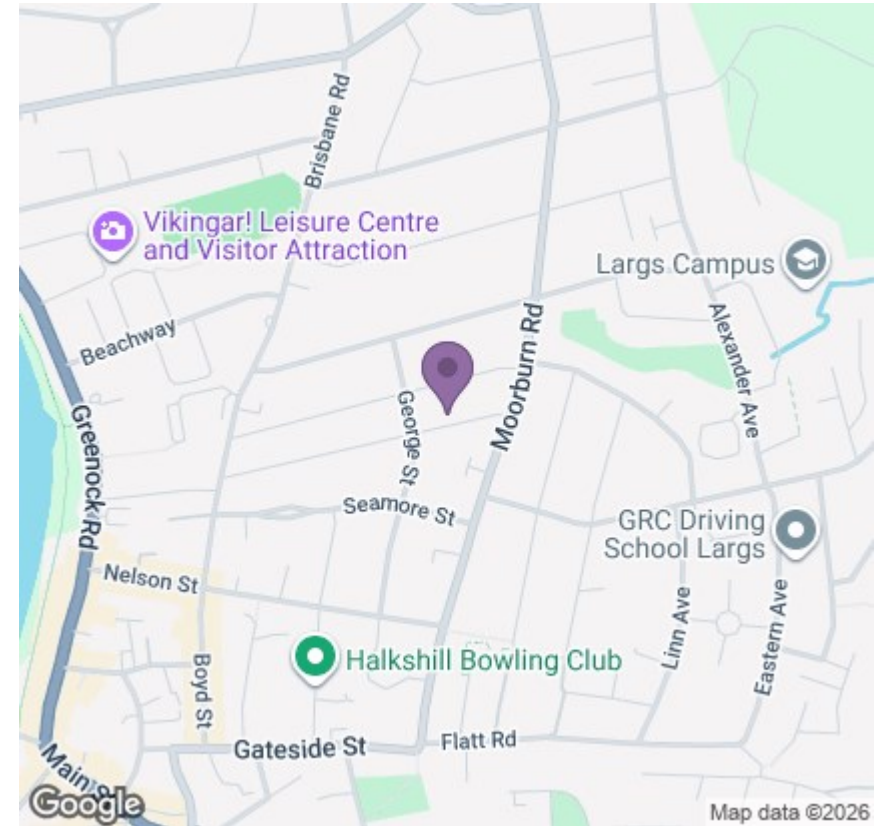 Brisbane Rd
Vikingar! Leisure Centre
and Visitor Attraction
Largs Campus
Beachway
Moorburn Rd
Alexander Ave
Greenock Rd
George St
Seamore St
GRC Driving
School Largs
Nelson St
Linn Ave
Eastern Ave
Halkshill Bowling Club
Boyd St
Gateside St
Flatt Rd
Main St
Google
Map data ©2026